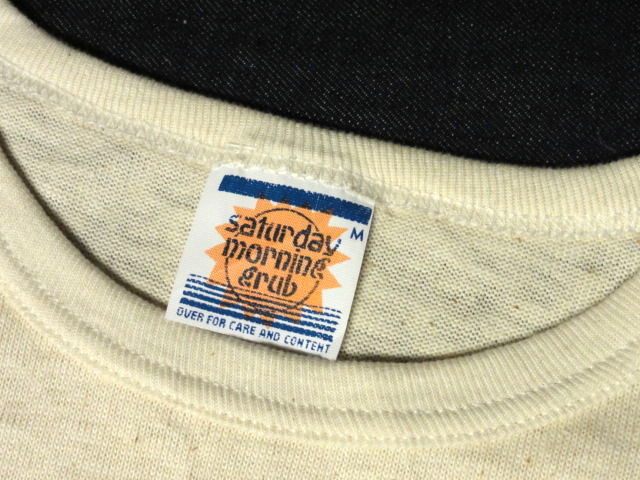 M
saturday
morning
grub
OVER FOR CARE AND CONTENT